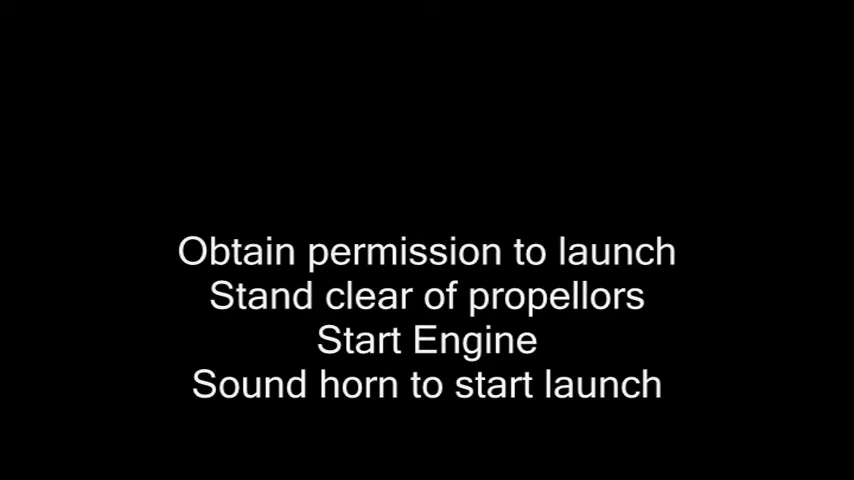 Obtain permission to launch
Stand clear of propellors
Start Engine
Sound horn to start launch